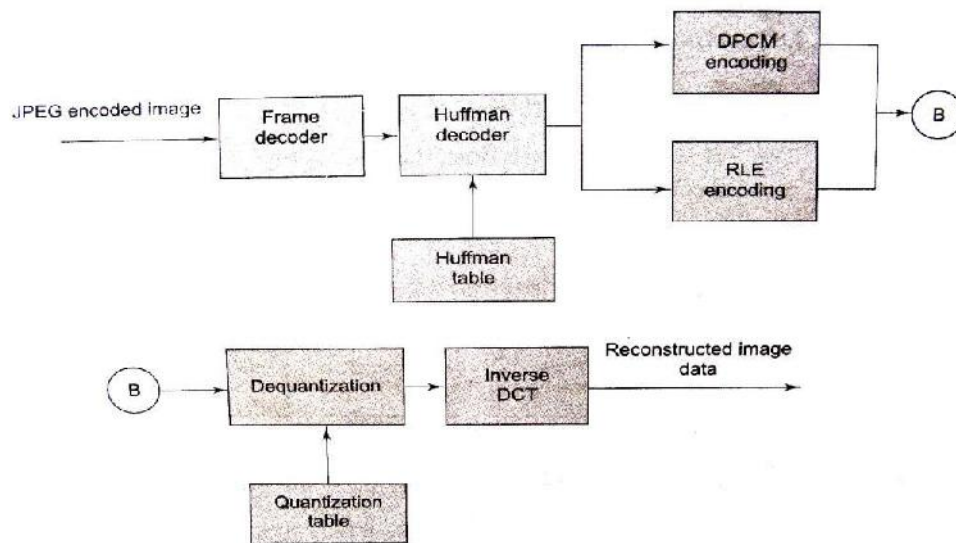 DPCM
encoding
JPEG encoded image
Frame
decoder
Huffman
decoder
B
RLE
encoding
Huffman
table
B
Dequantization
Inverse
DCT
Reconstructed image
data
Quantization
table